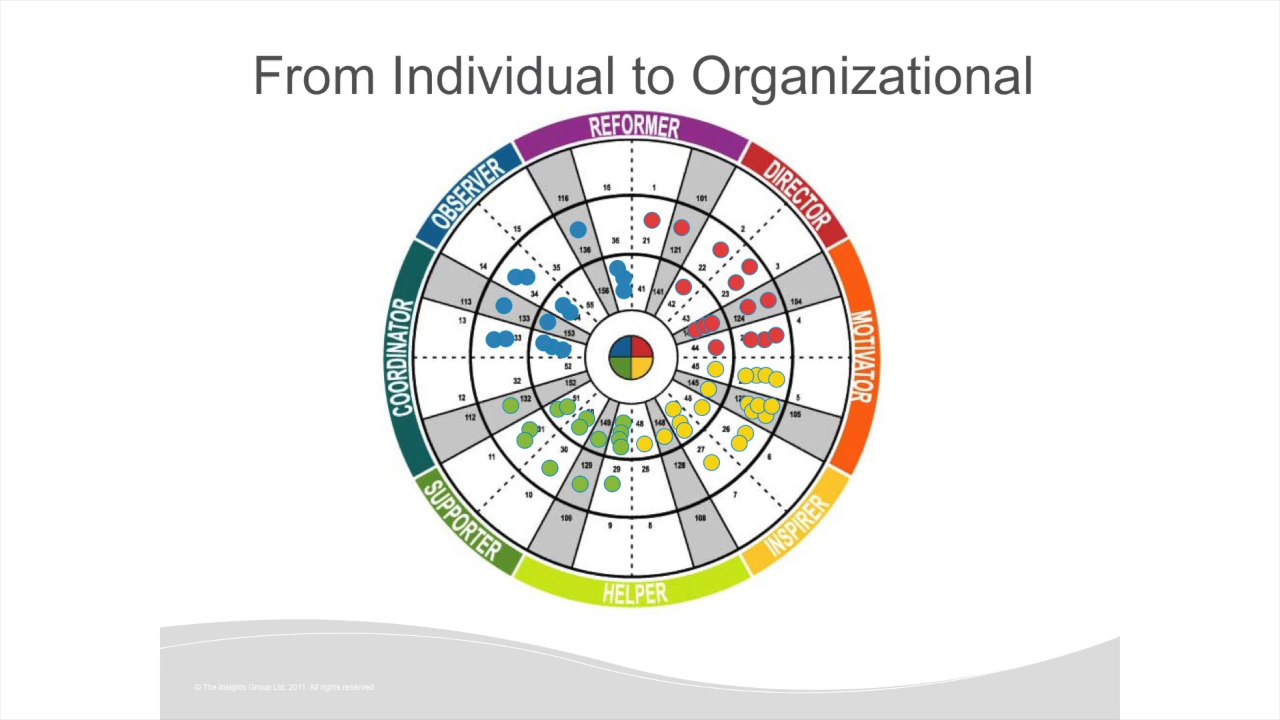 From Individual to Organizational
REFORMER
OBSERVER
DIRECTOR
COORDINATOR
MOTIVATOR
SUPPORTER
INSPIRER
HELPER
116 16 1 101
15 136 36 21 121 2
14 35 156 41 141 22 3
113 34 55 42 23 104
13 133 33 153 43 124 4
52 44
12 32 152 45 5
112 132 51 145 105
11 31 149 48 148 46 26 6
30 27
10 129 29 28 128 7
109 9 8 108
© The Insights Group Ltd, 2011. All rights reserved.